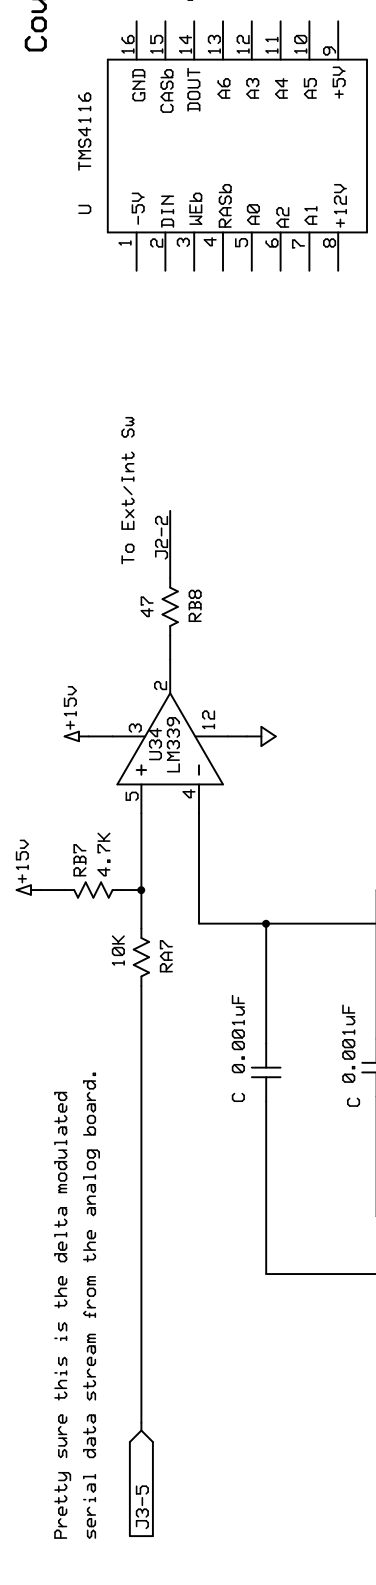 Pretty sure this is the delta modulated
serial data stream from the analog board.
J3-5
10K
RA7
+15v
RB7
4.7K
5
4
+
-
U34
LM339
3
+15v
12
2
47
RB8
J2-2
To Ext/Int Sw
C 0.001uF
C 0.001uF
U TMS4116
1 -5V GND 16
2 DIN CASb 15
3 WEb DOUT 14
4 RASb A6 13
5 A0 A3 12
6 A2 A4 11
7 A1 A5 10
8 +12V +5V 9
Cou